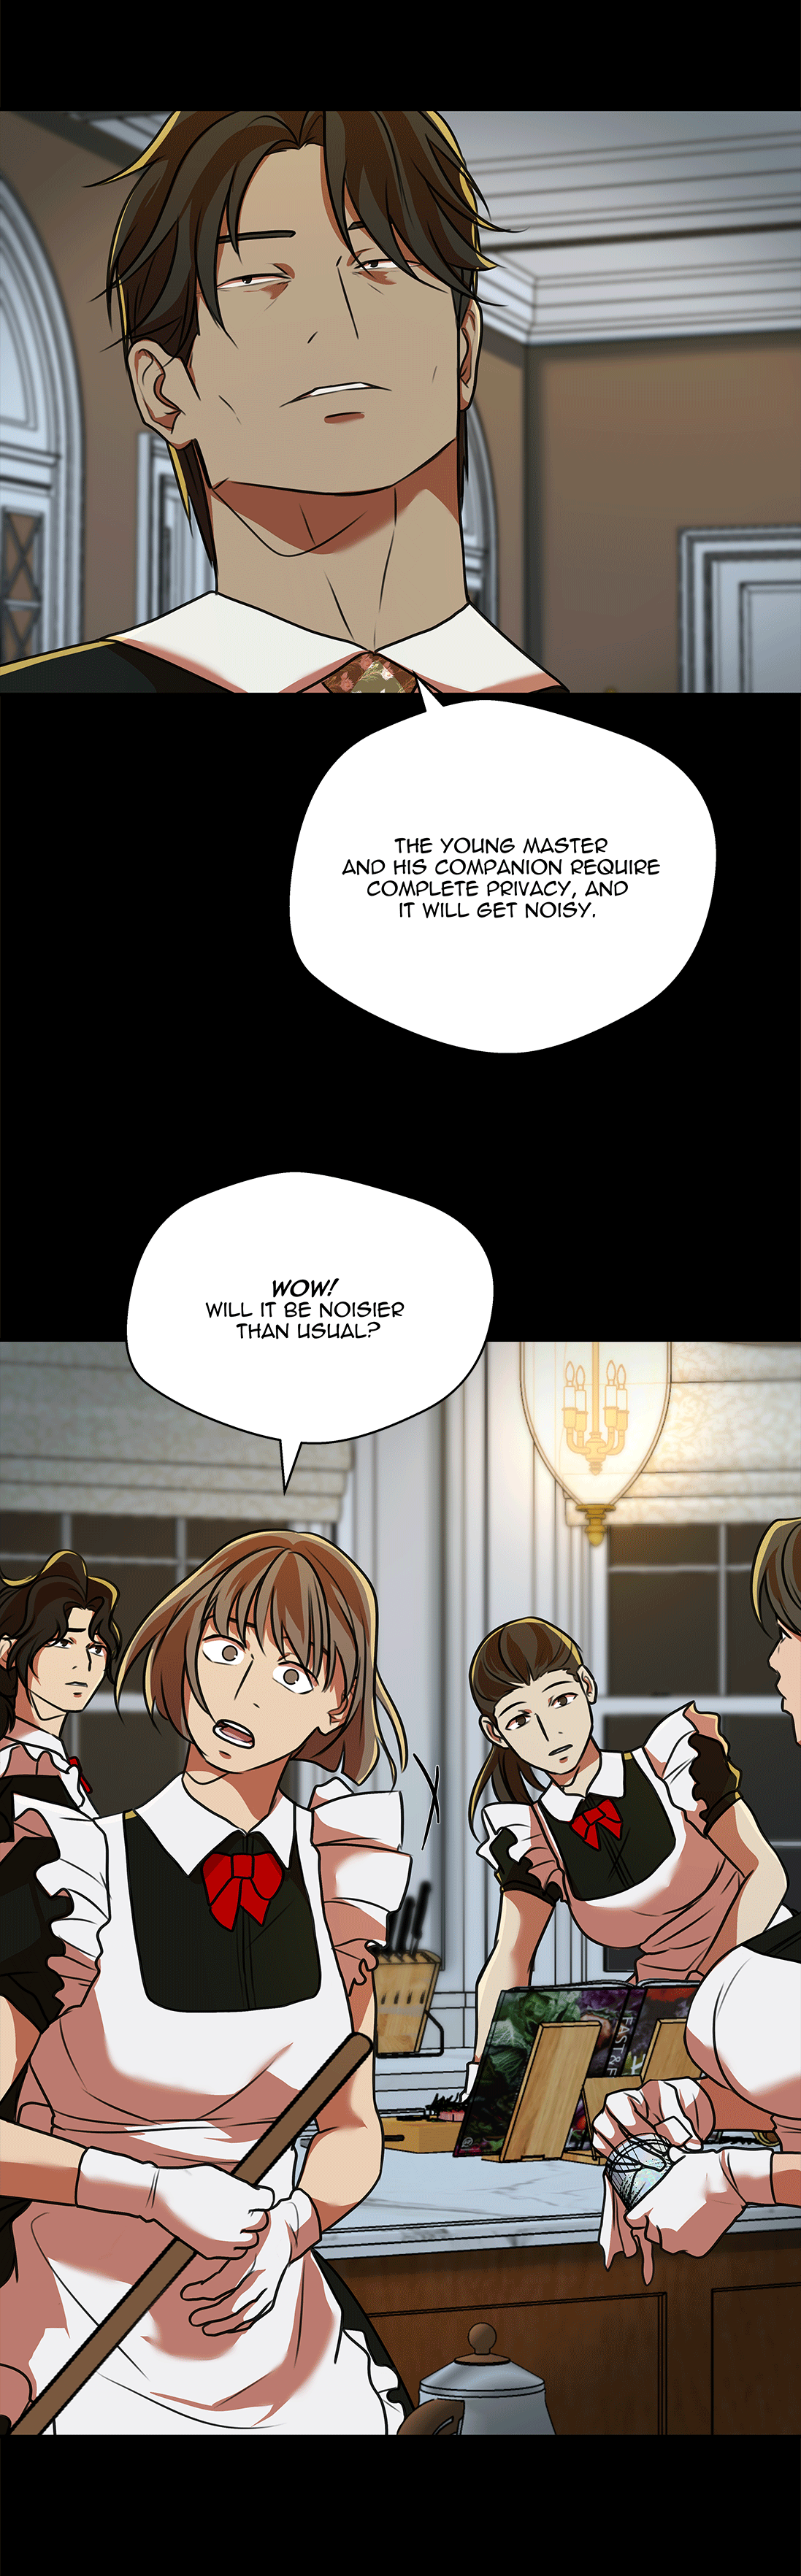 THE YOUNG MASTER
AND HIS COMPANION REQUIRE
COMPLETE PRIVACY, AND
IT WILL GET NOISY.
WOW!
WILL IT BE NOISIER
THAN USUAL?
FAST&F